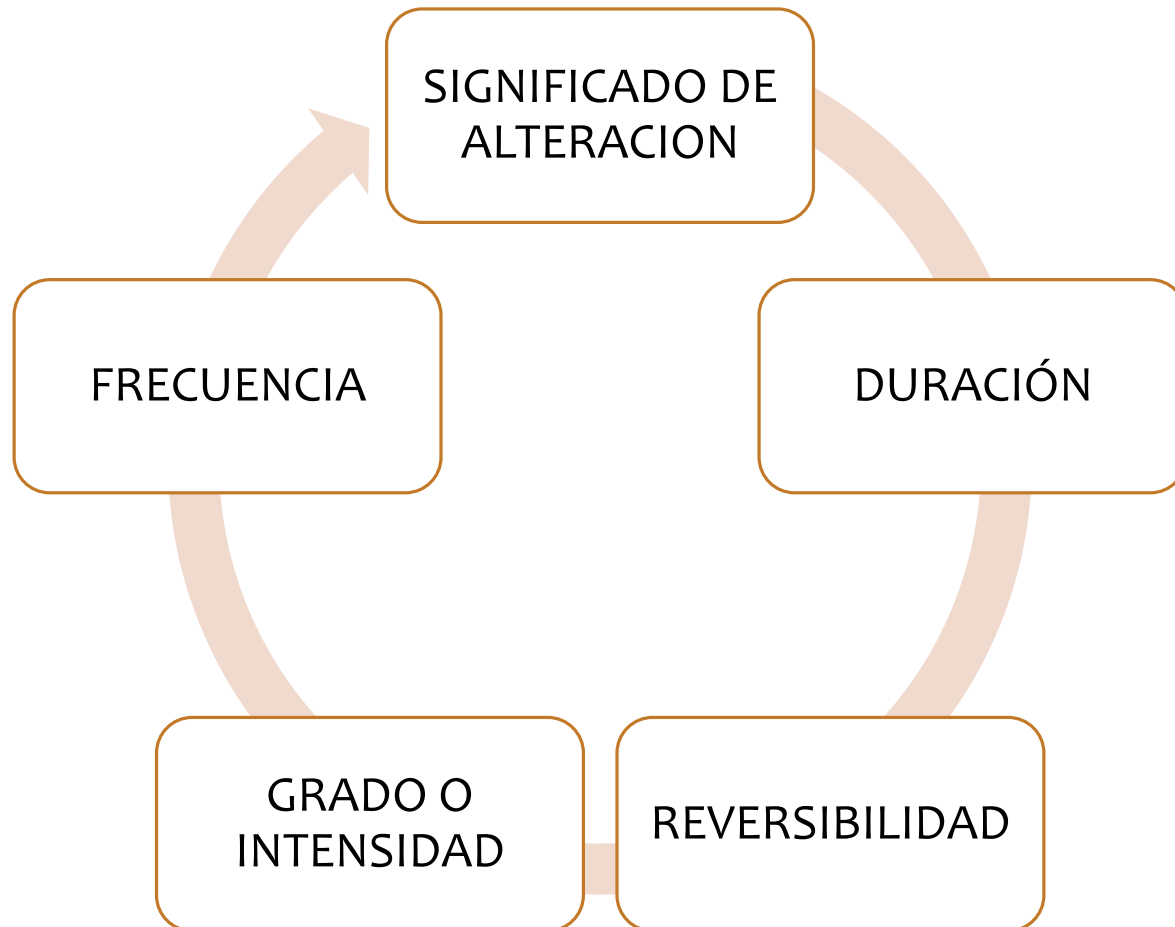 SIGNIFICADO DE
ALTERACION
DURACIÓN
REVERSIBILIDAD
GRADO O
INTENSIDAD
FRECUENCIA